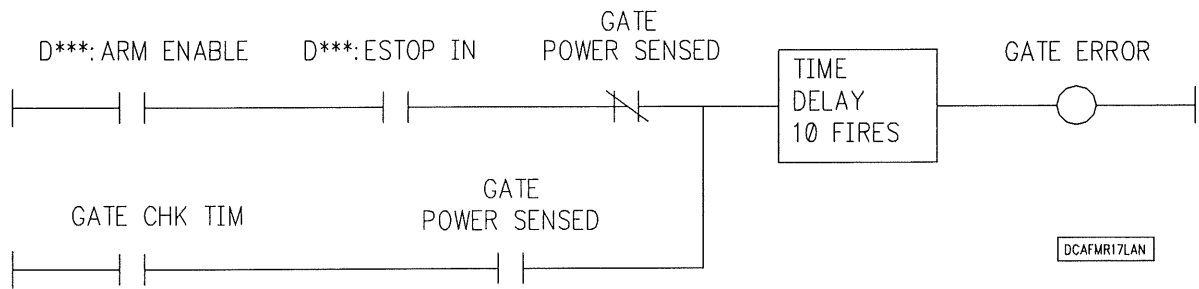 D***: ARM ENABLE
D***: ESTOP IN
GATE
POWER SENSED
TIME
DELAY
10 FIRES
GATE ERROR
GATE CHK TIM
GATE
POWER SENSED
DCAFMR17LAN